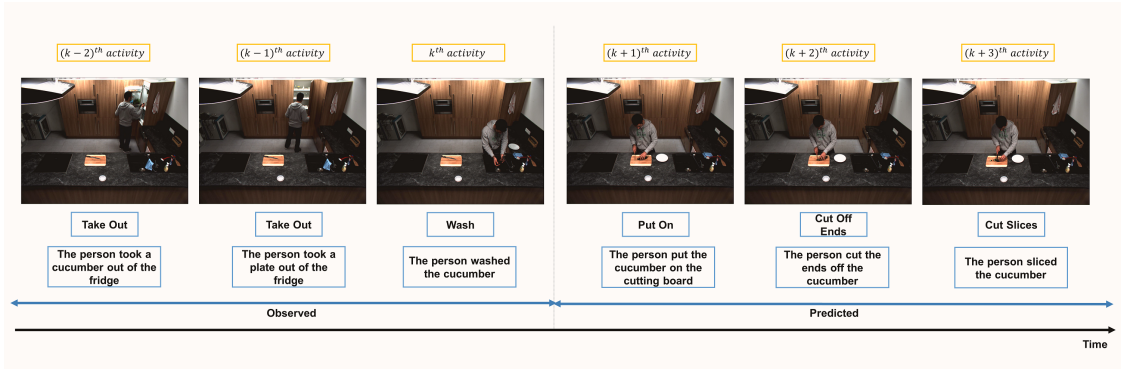 (k − 2)^th activity
(k − 1)^th activity
k^th activity
(k + 1)^th activity
(k + 2)^th activity
(k + 3)^th activity
Take Out
Take Out
Wash
Put On
Cut Off
Ends
Cut Slices
The person took a
cucumber out of the
fridge
The person took a
plate out of the
fridge
The person washed
the cucumber
The person put the
cucumber on the
cutting board
The person cut the
ends off the
cucumber
The person sliced
the cucumber
Observed
Predicted
Time